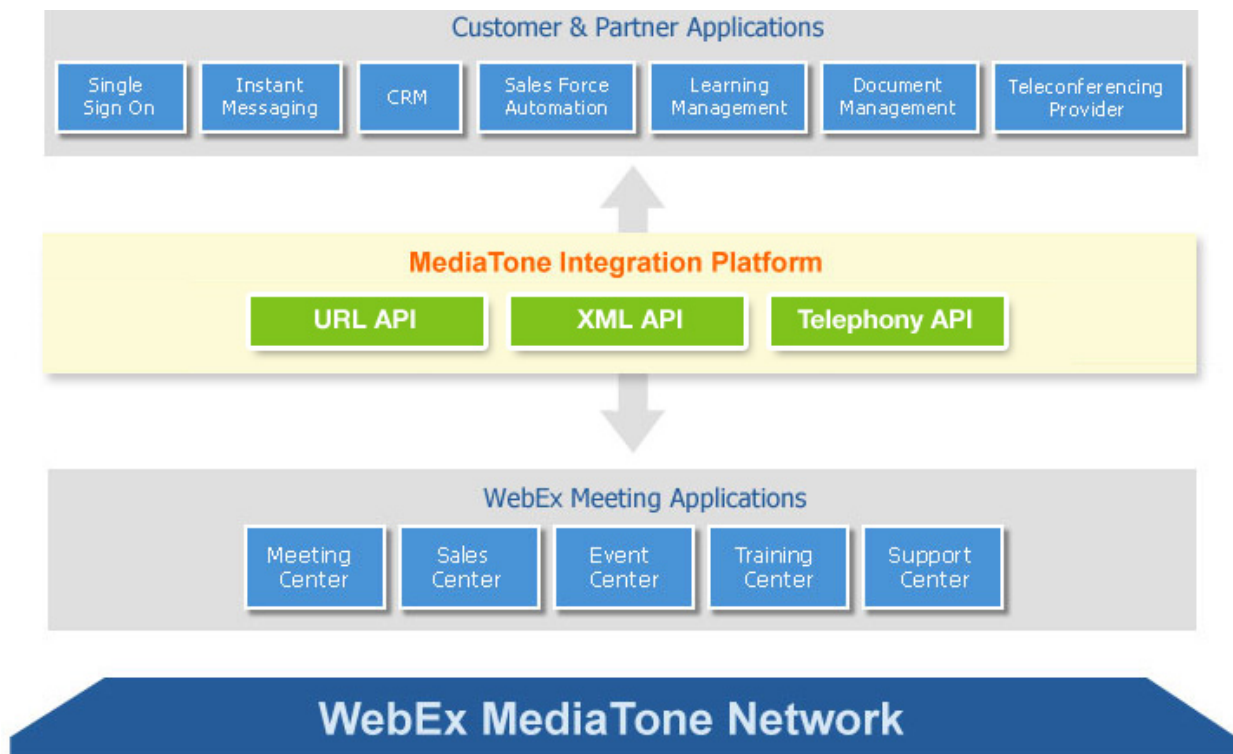 Customer & Partner Applications
Single
Sign On
Instant
Messaging
CRM
Sales Force
Automation
Learning
Management
Document
Management
Teleconferencing
Provider
MediaTone Integration Platform
URL API
XML API
Telephony API
WebEx Meeting Applications
Meeting
Center
Sales
Center
Event
Center
Training
Center
Support
Center
WebEx MediaTone Network